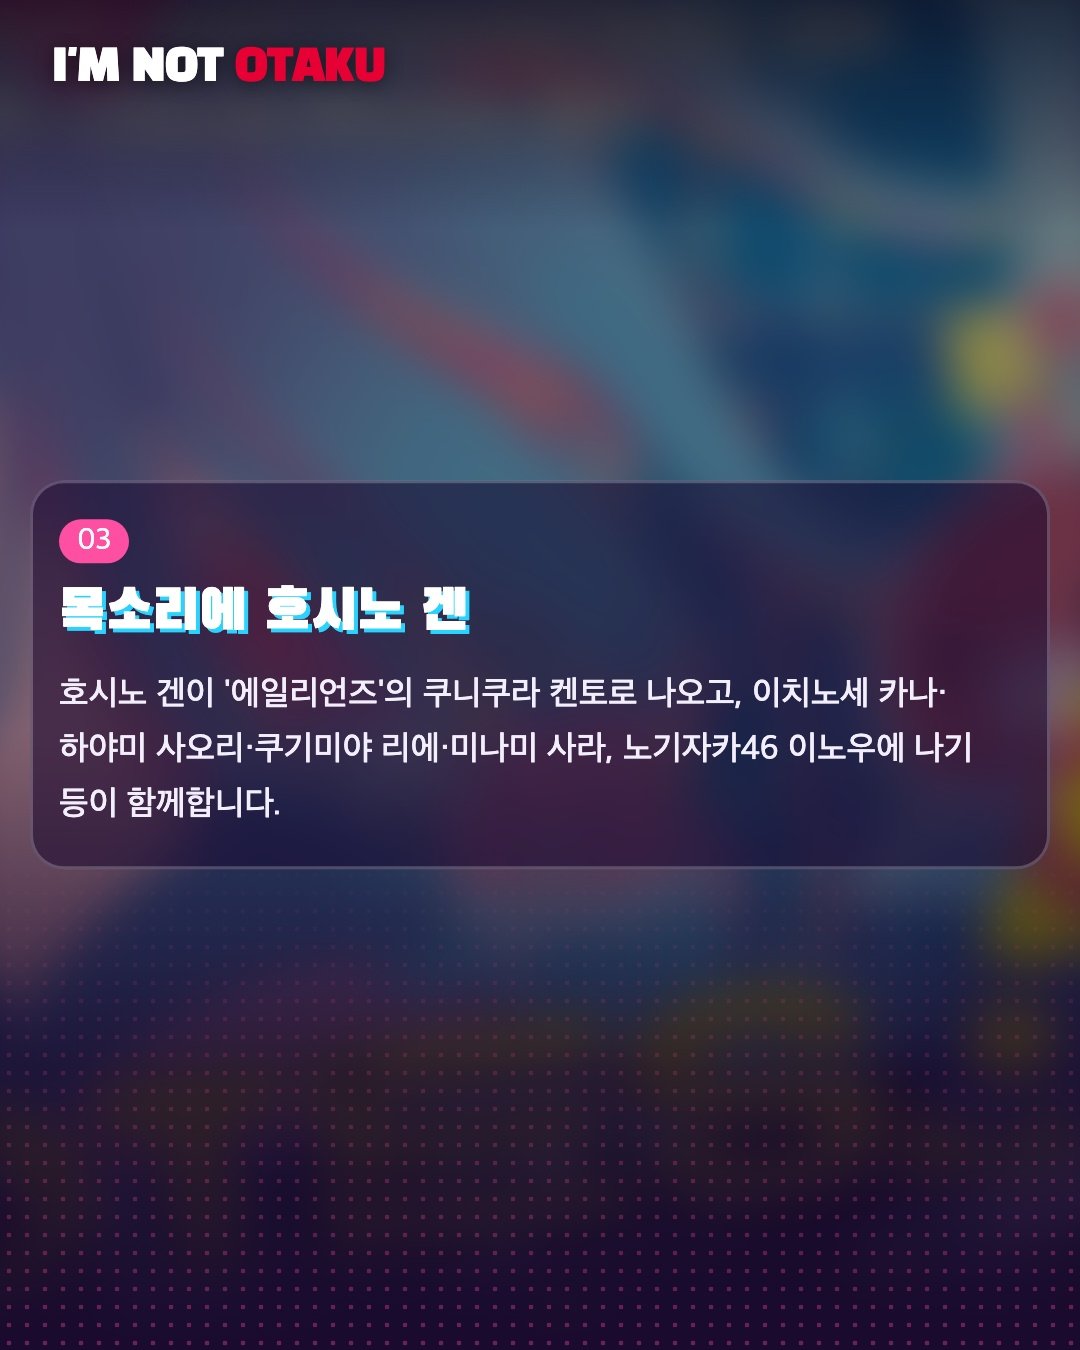 I'M NOT OTAKU
03
목소리에 호시노 겐
호시노 겐이 '에일리언즈'의 쿠니쿠라 켄토로 나오고, 이치노세 카나·
하야미 사오리·쿠기미야 리에·미나미 사라, 노기자카46 이노우에 나기
등이 함께합니다.